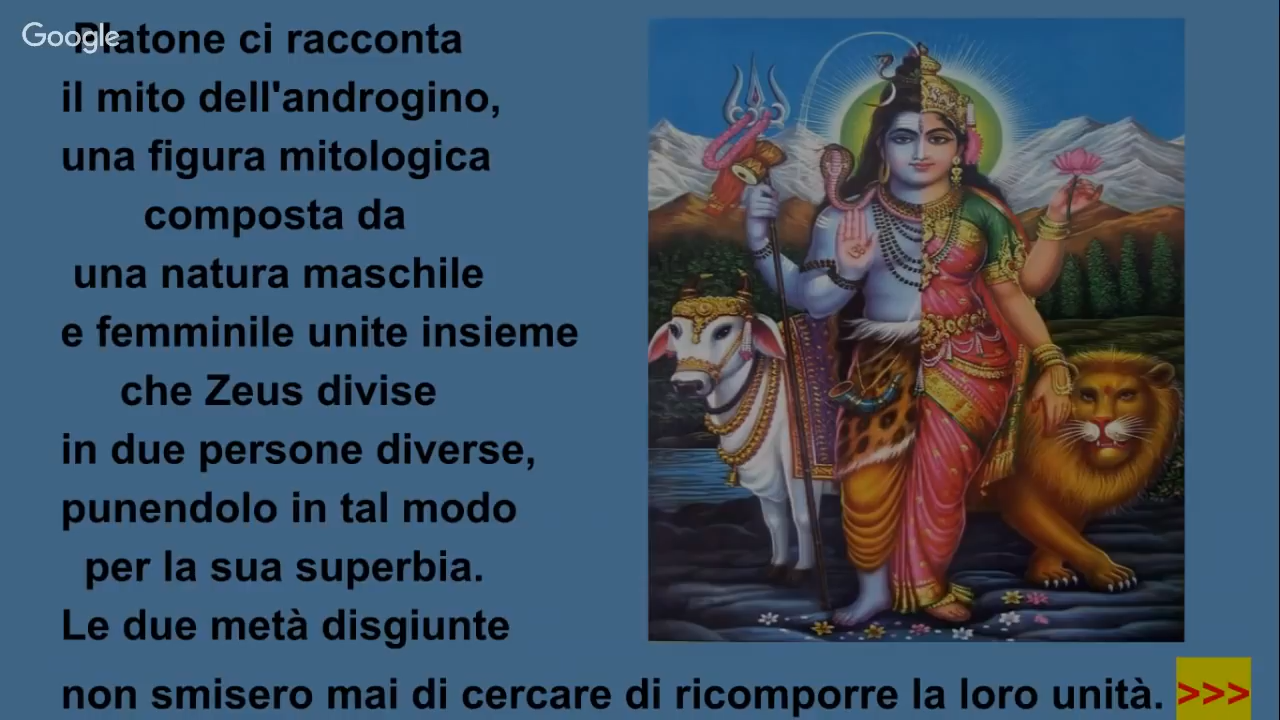 Google
Platone ci racconta
il mito dell'androgino,
una figura mitologica
composta da
una natura maschile
e femminile unite insieme
che Zeus divise
in due persone diverse,
punendolo in tal modo
per la sua superbia.
Le due metà disgiunte
non smisero mai di cercare di ricomporre la loro unità. >>>